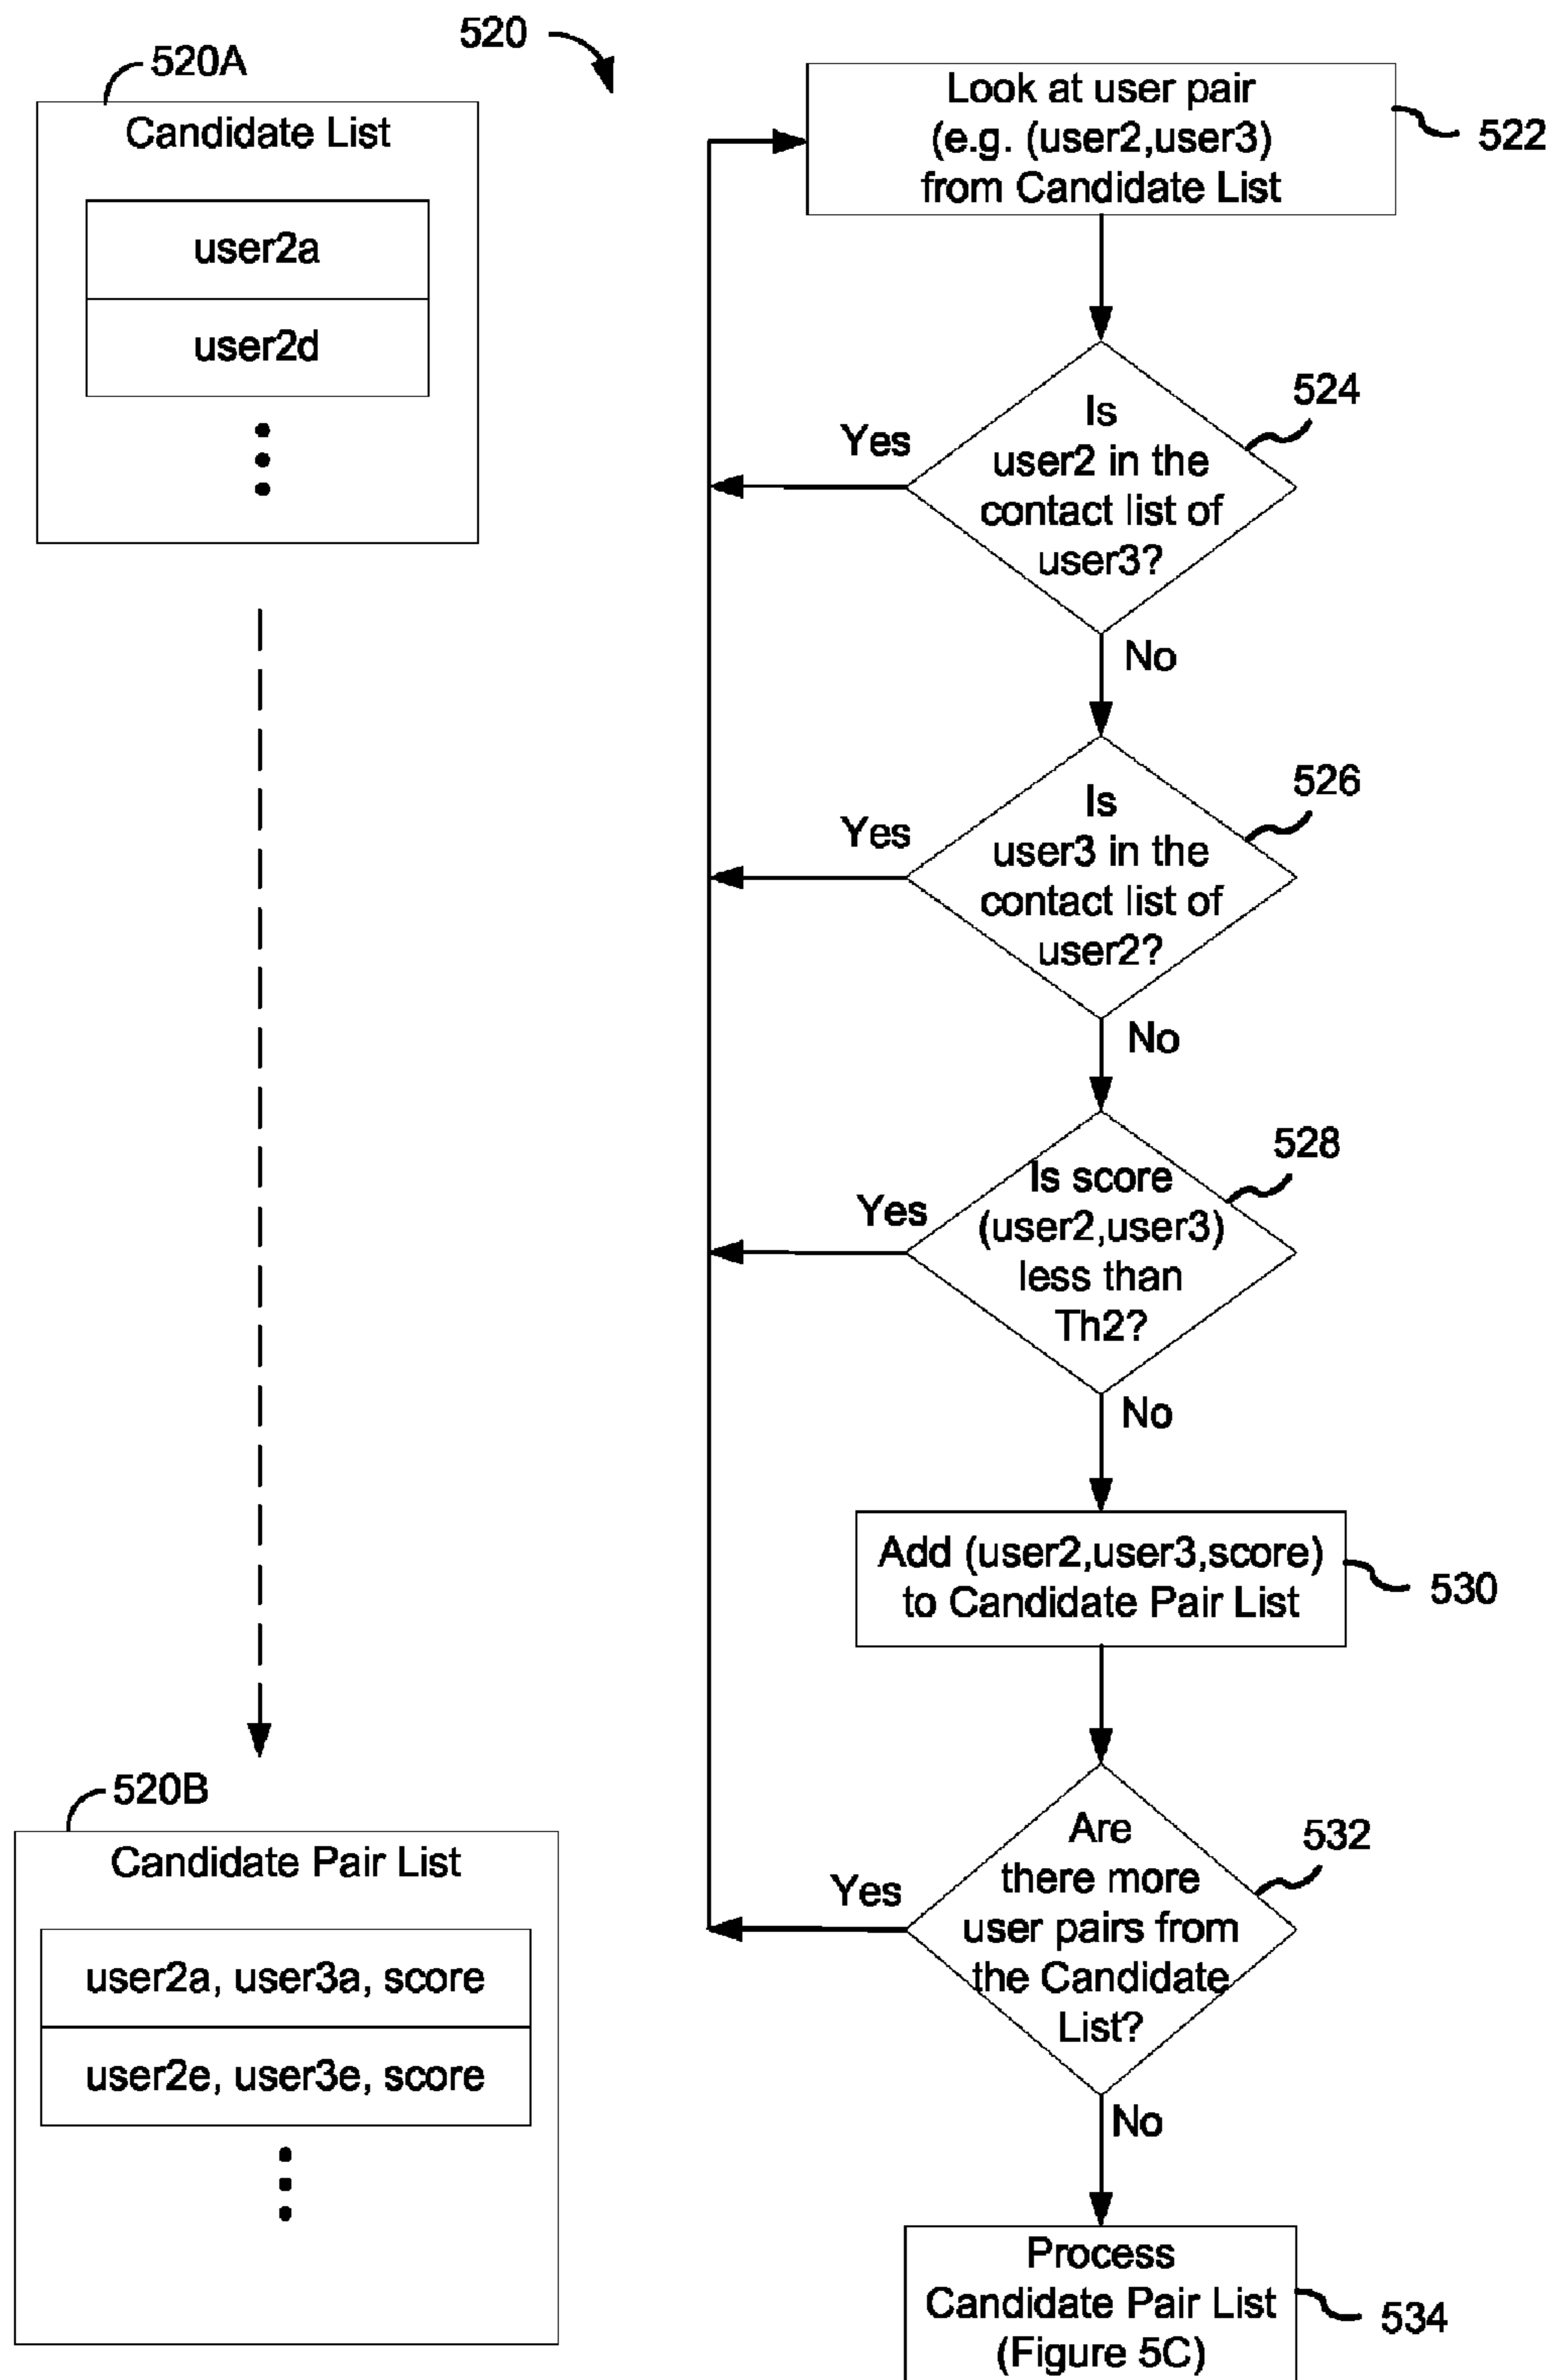 520
520A
Candidate List
user2a
user2d
520B
Candidate Pair List
user2a, user3a, score
user2e, user3e, score
Look at user pair
(e.g. (user2,user3)
from Candidate List
522
Is
user2 in the
contact list of
user3?
524
Yes
No
Is
user3 in the
contact list of
user2?
526
Yes
No
Is score
(user2,user3)
less than
Th2?
528
Yes
No
Add (user2,user3,score)
to Candidate Pair List
530
Are
there more
user pairs from
the Candidate
List?
532
Yes
No
Process
Candidate Pair List
(Figure 5C)
534